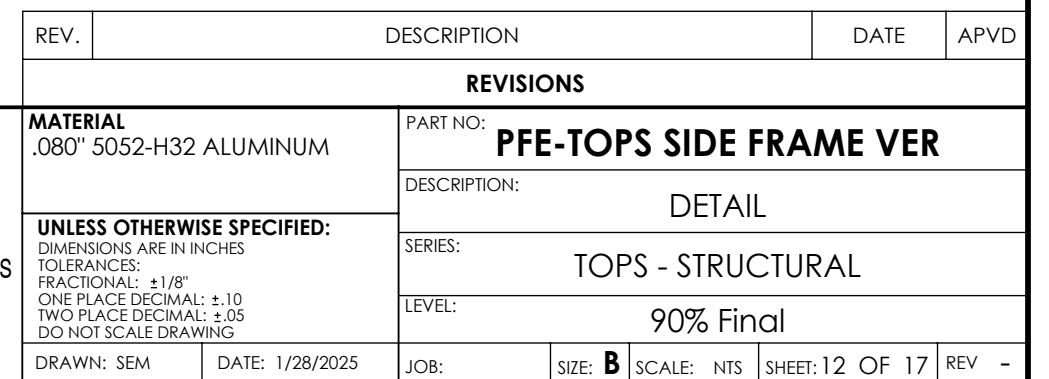 REV. DESCRIPTION DATE APVD
REVISIONS
MATERIAL
.080" 5052-H32 ALUMINUM
PART NO: PFE-TOPS SIDE FRAME VER
DESCRIPTION:
DETAIL
UNLESS OTHERWISE SPECIFIED:
DIMENSIONS ARE IN INCHES
TOLERANCES:
FRACTIONAL: ±1/8"
ONE PLACE DECIMAL: ±.10
TWO PLACE DECIMAL: ±.05
DO NOT SCALE DRAWING
S
SERIES:
TOPS - STRUCTURAL
LEVEL:
90% Final
DRAWN: SEM DATE: 1/28/2025 JOB: SIZE: B SCALE: NTS SHEET: 12 OF 17 REV -